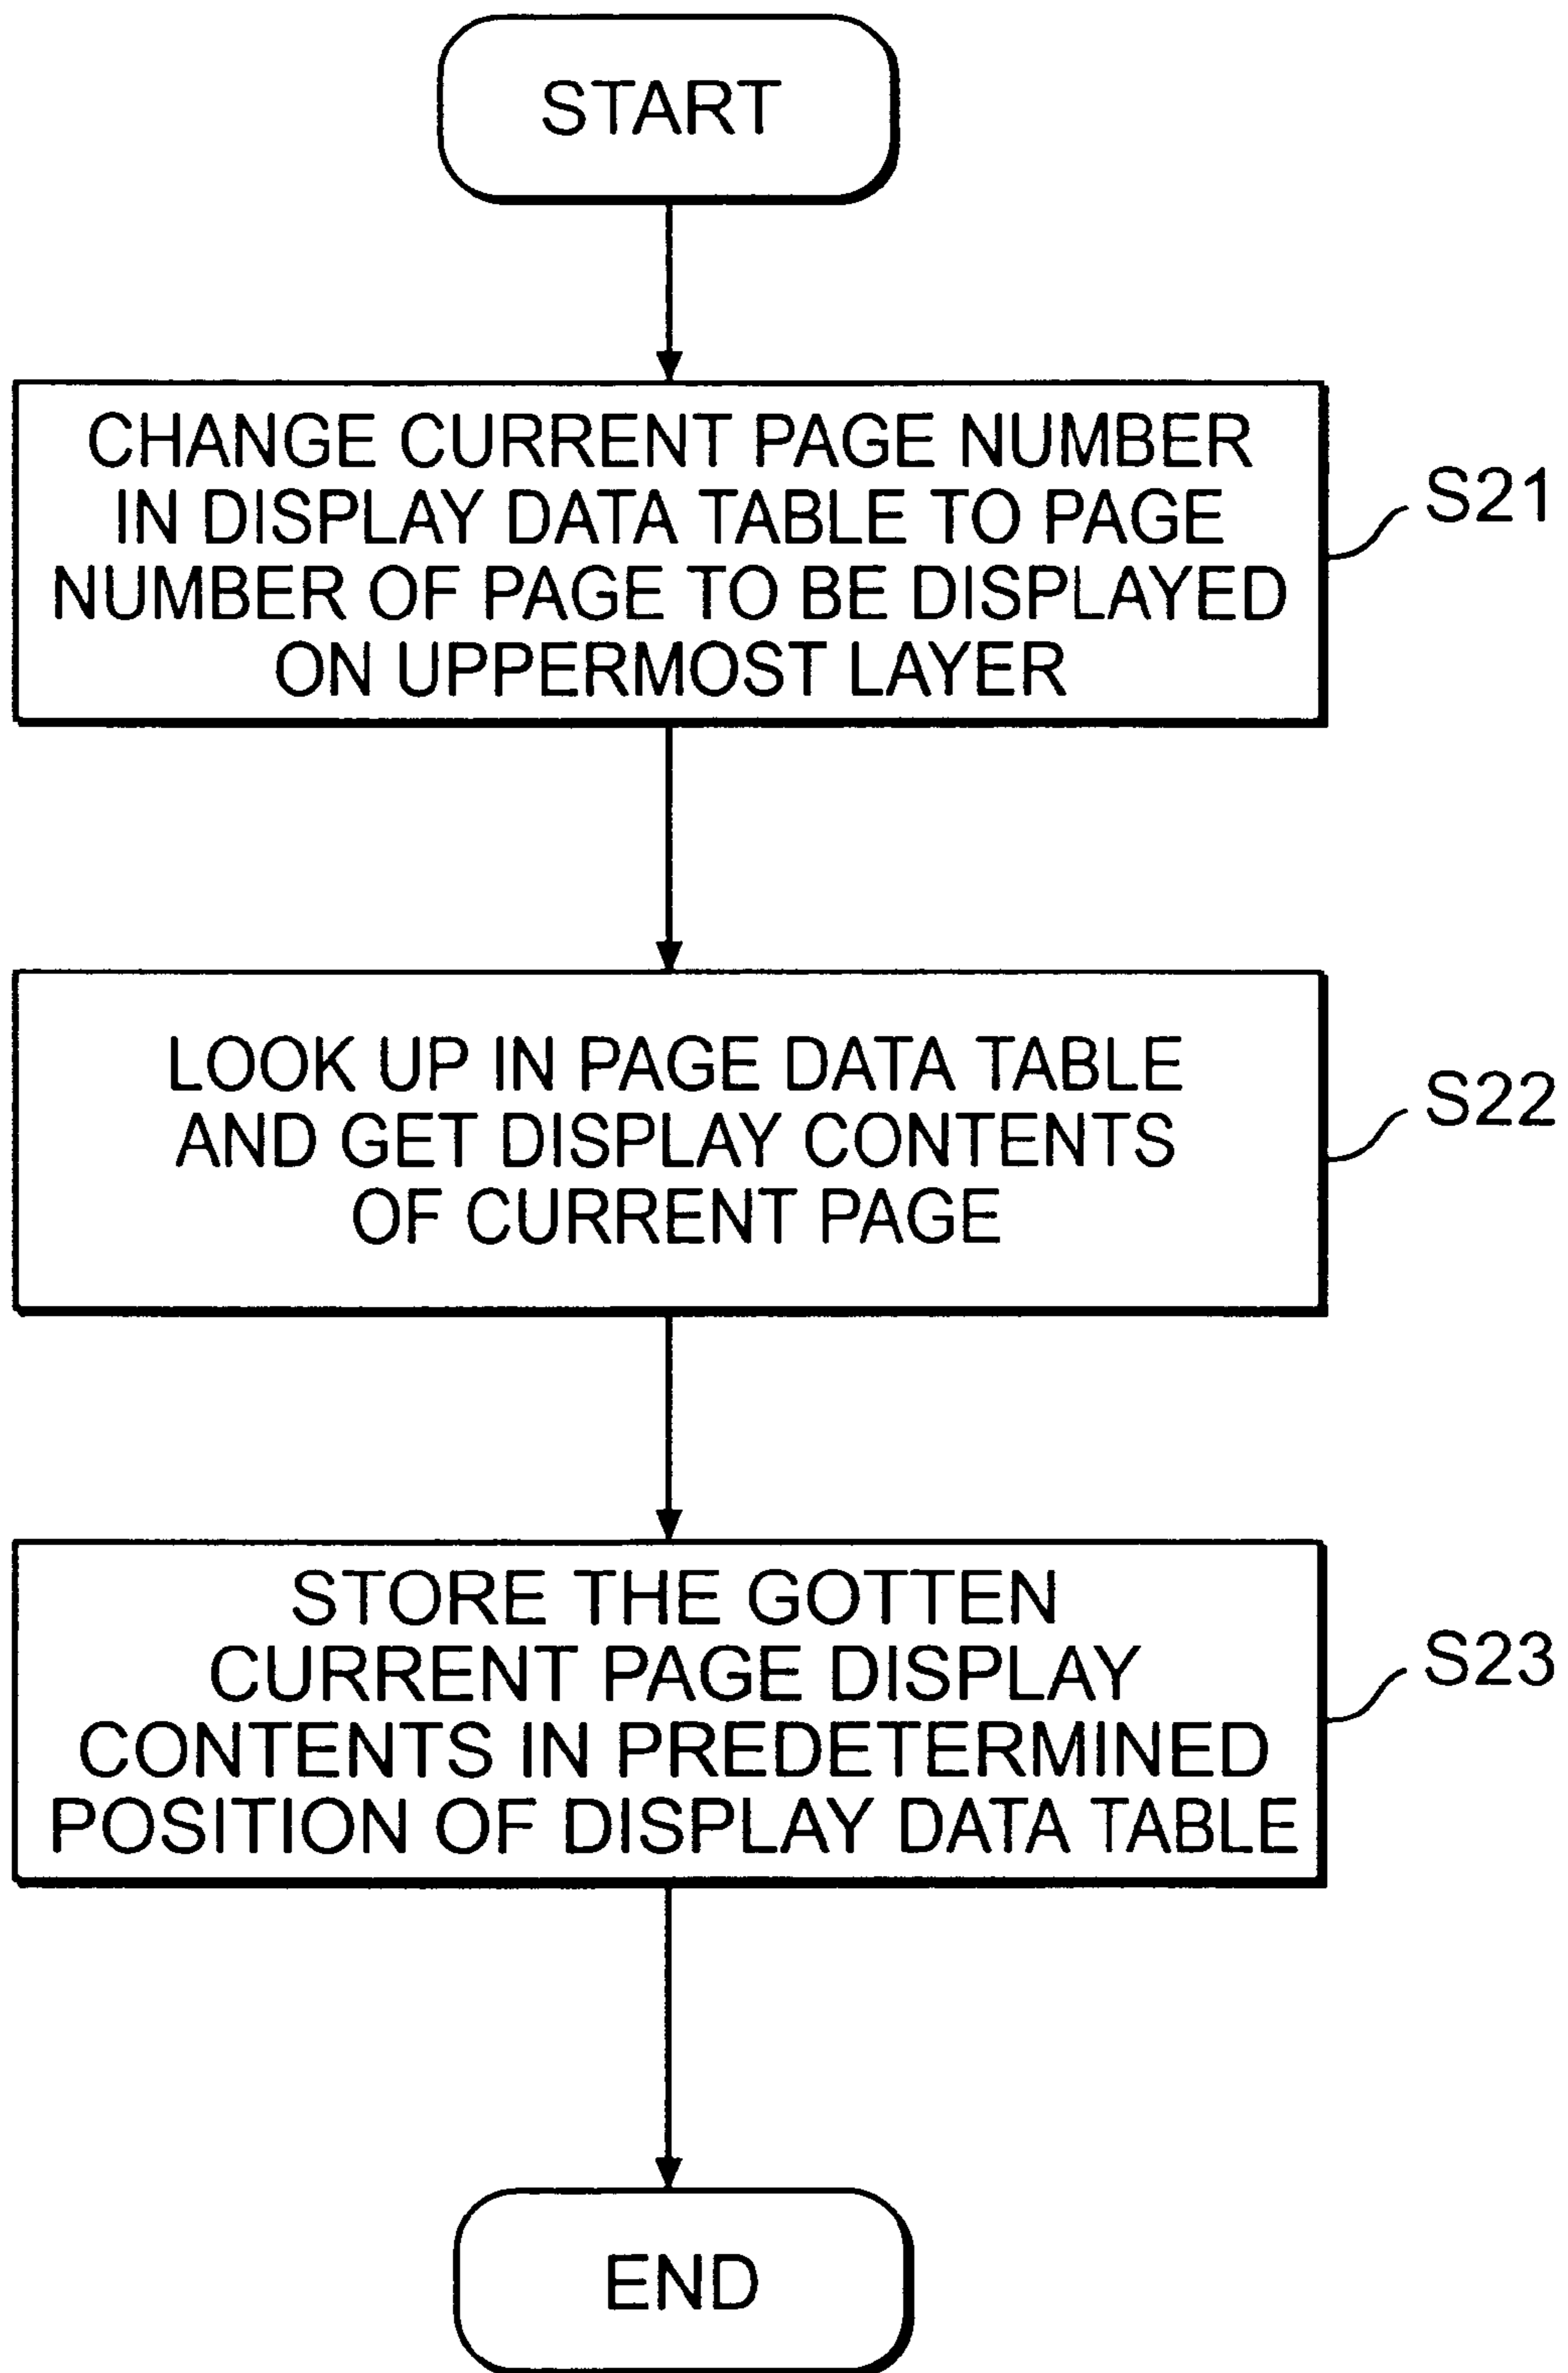 START
CHANGE CURRENT PAGE NUMBER
IN DISPLAY DATA TABLE TO PAGE
NUMBER OF PAGE TO BE DISPLAYED
ON UPPERMOST LAYER
S21
LOOK UP IN PAGE DATA TABLE
AND GET DISPLAY CONTENTS
OF CURRENT PAGE
S22
STORE THE GOTTEN
CURRENT PAGE DISPLAY
CONTENTS IN PREDETERMINED
POSITION OF DISPLAY DATA TABLE
S23
END